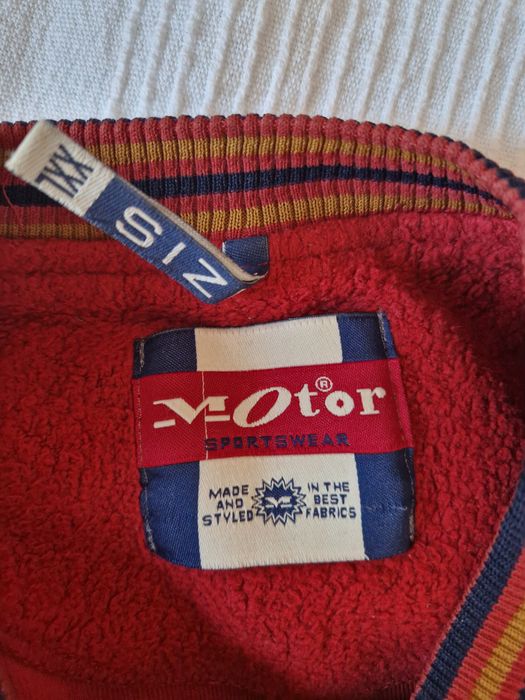 XXL
SIZ
MOtor®
SPORTSWEAR
MADE AND STYLED
IN THE BEST FABRICS